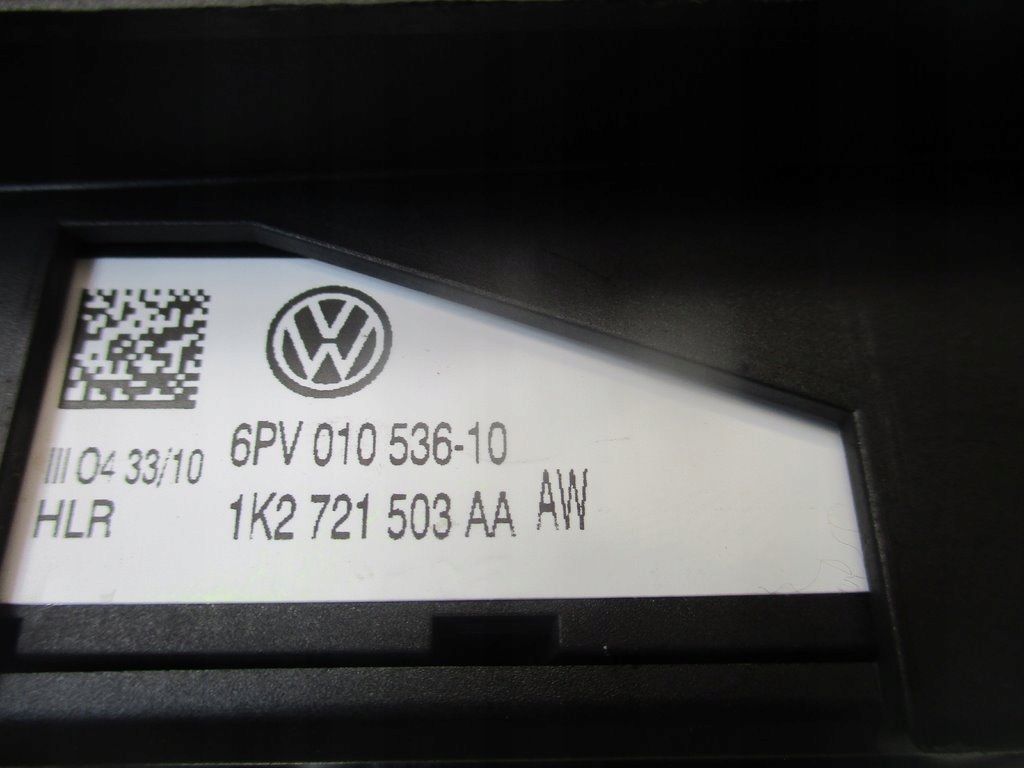 6PV 010 536-10
III O4 33/10
1K2 721 503 AA AW
HLR